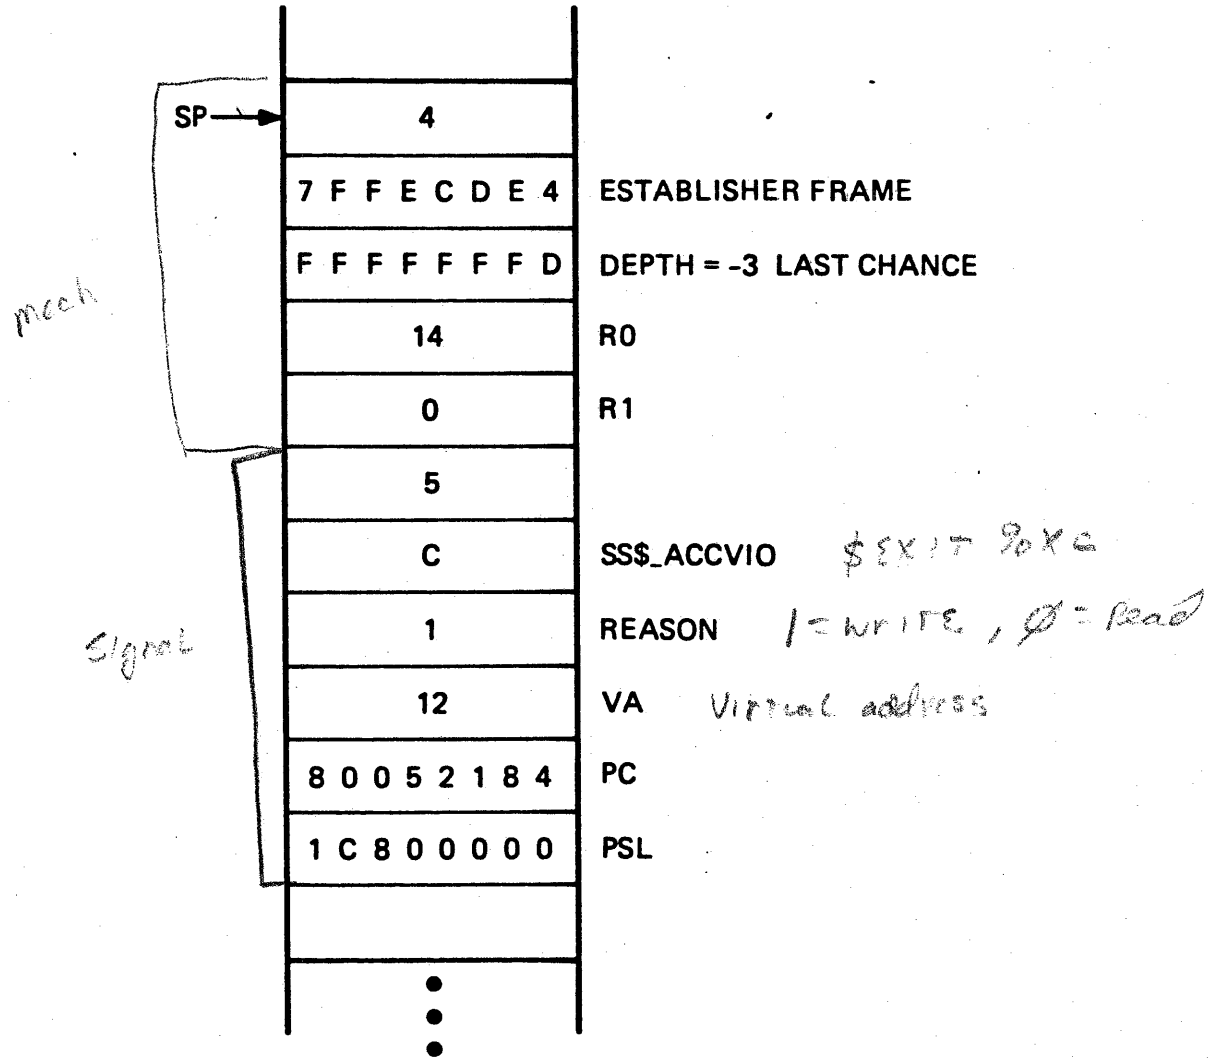 SP 4
7 F F E C D E 4 ESTABLISHER FRAME
F F F F F F F D DEPTH = -3 LAST CHANCE
mech
14 R0
0 R1
5
C SS$_ACCVIO $EXIT %XC
signal
1 REASON 1 = write, Ø = Read
12 VA Virtual address
8 0 0 5 2 1 8 4 PC
1 C 8 0 0 0 0 0 PSL